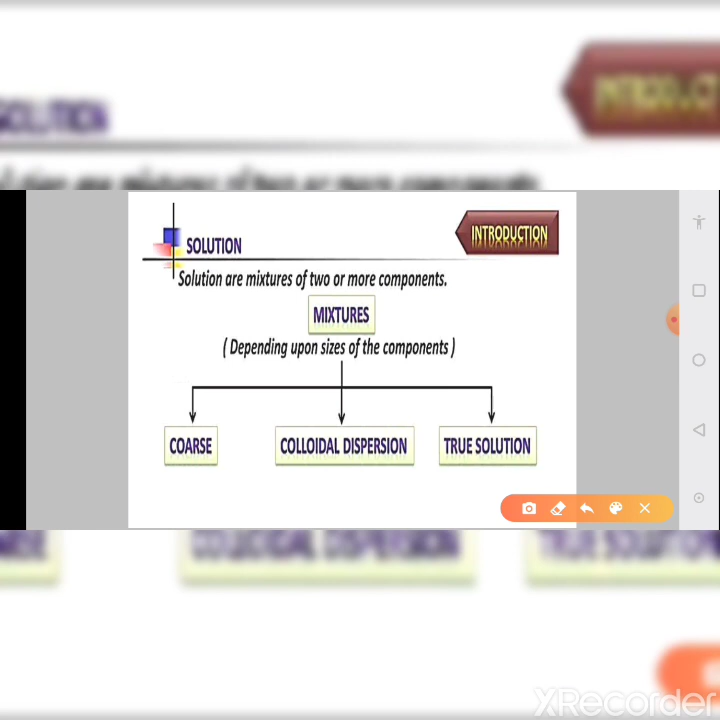 SOLUTION
INTRODUCTION
Solution are mixtures of two or more components.
MIXTURES
( Depending upon sizes of the components )
COARSE
COLLOIDAL DISPERSION
TRUE SOLUTION
XRecorder